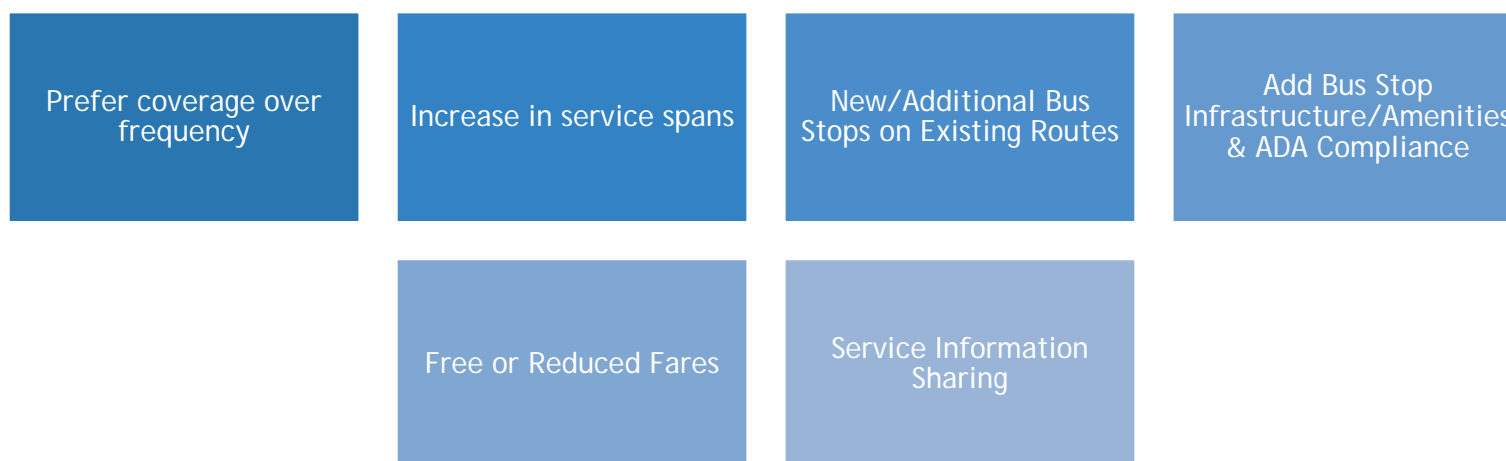 Prefer coverage over
frequency
Increase in service spans
New/Additional Bus
Stops on Existing Routes
Add Bus Stop
Infrastructure/Amenities
& ADA Compliance
Free or Reduced Fares
Service Information
Sharing